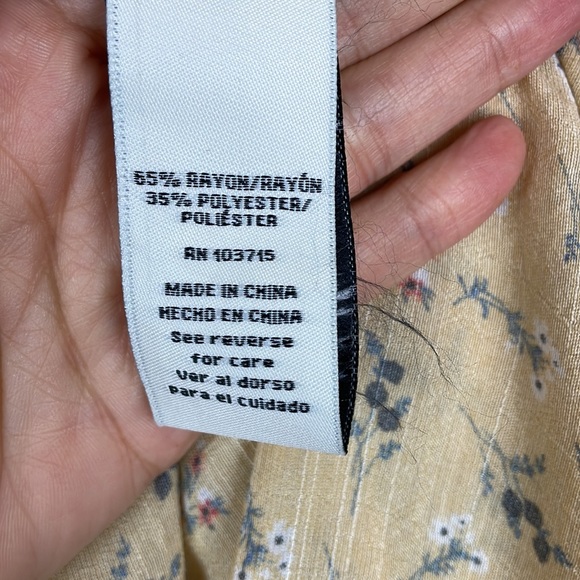 65% RAYON/RAYÓN
35% POLYESTER/
POLIÉSTER
RN 103715
MADE IN CHINA
HECHO EN CHINA
See reverse
for care
Ver al dorso
Para el Cuidado